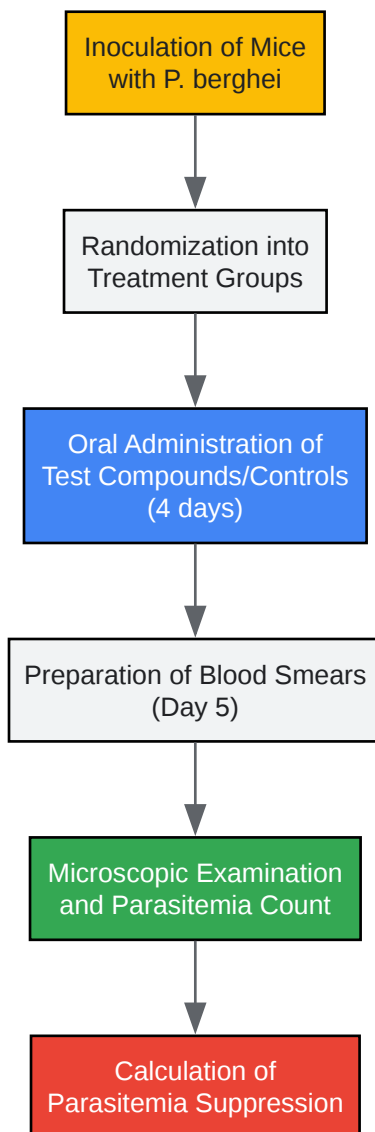 Inoculation of Mice
with P. berghei
Randomization into
Treatment Groups
Oral Administration of
Test Compounds/Controls
(4 days)
Preparation of Blood Smears
(Day 5)
Microscopic Examination
and Parasitemia Count
Calculation of
Parasitemia Suppression